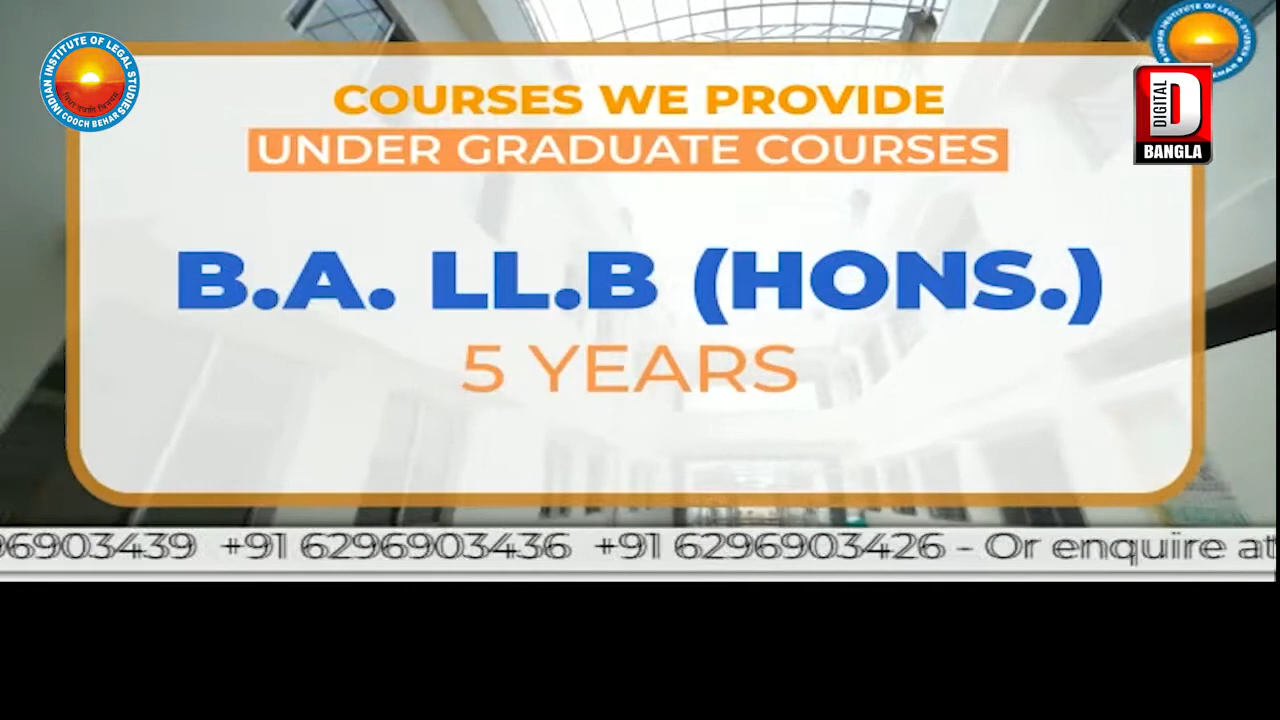 INDIAN INSTITUTE OF LEGAL STUDIES
COOCH BEHAR
COURSES WE PROVIDE
UNDER GRADUATE COURSES
DIGITAL
D
BANGLA
B.A. LL.B (HONS.)
5 YEARS
96903439 +91 6296903436 +91 6296903426 - Or enquire at